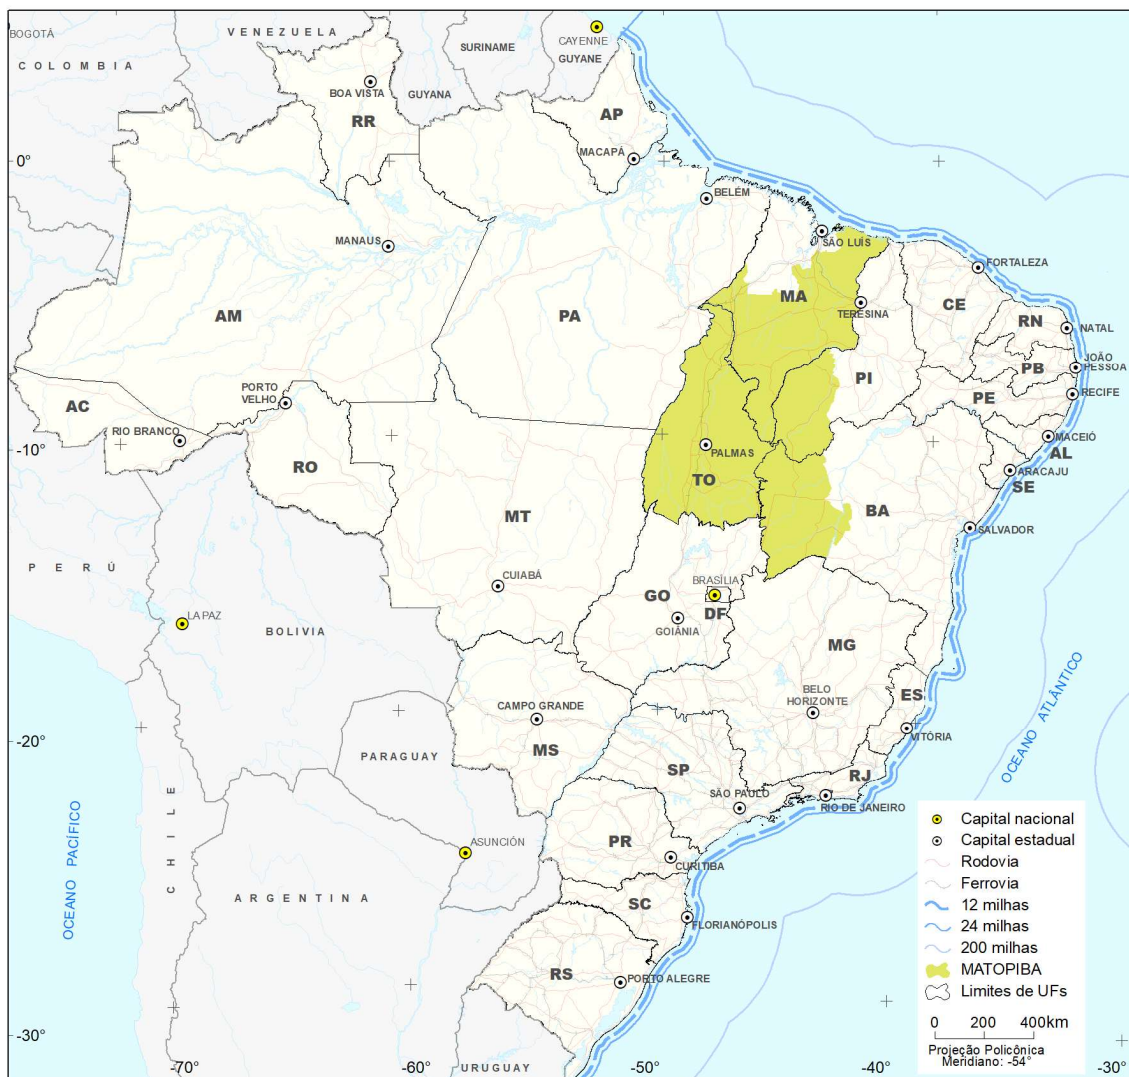 BOGOTÁ
VENEZUELA
COLOMBIA
SURINAME
CAYENNE
GUYANE
GUYANA
BOA VISTA
RR
AP
MACAPÁ
0°
BELÉM
MANAUS
SÃO LUÍS
FORTALEZA
AM
PA
MA
TERESINA
CE
RN
NATAL
JOÃO
PESSOA
PB
PI
PE
RECIFE
AC
PORTO
VELHO
RIO BRANCO
-10°
MACEIÓ
AL
ARACAJU
SE
RO
PALMAS
TO
MT
BA
SALVADOR
PERÚ
CUIABÁ
BRASÍLIA
GO
DF
GOIÂNIA
LA PAZ
BOLIVIA
MG
ES
BELO
HORIZONTE
CAMPO GRANDE
MS
VITÓRIA
OCEANO ATLÂNTICO
-20°
PARAGUAY
SP
RJ
SÃO PAULO
RIO DE JANEIRO
CHILE
OCEANO PACÍFICO
ASUNCIÓN
PR
CURITIBA
ARGENTINA
SC
FLORIANÓPOLIS
RS
PORTO ALEGRE
-30°
URUGUAY
-70°
-60°
-50°
-40°
-30°
Capital nacional
Capital estadual
Rodovia
Ferrovia
12 milhas
24 milhas
200 milhas
MATOPIBA
Limites de UFs
0 200 400km
Projeção Policônica
Meridiano: -54°